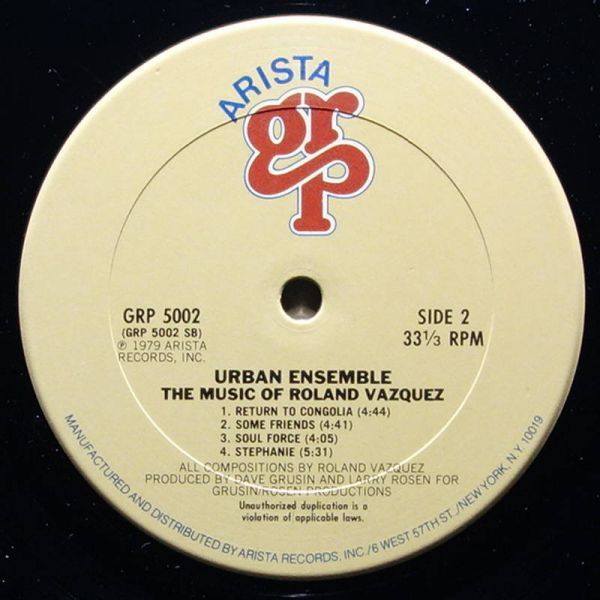 ARISTA
grp
GRP 5002
(GRP 5002 SB)
℗ 1979 ARISTA
RECORDS, INC.
SIDE 2
33⅓ RPM
URBAN ENSEMBLE
THE MUSIC OF ROLAND VAZQUEZ
1. RETURN TO CONGOLIA (4:44)
2. SOME FRIENDS (4:41)
3. SOUL FORCE (4:05)
4. STEPHANIE (5:31)
ALL COMPOSITIONS BY ROLAND VAZQUEZ
PRODUCED BY DAVE GRUSIN AND LARRY ROSEN FOR
GRUSIN/ROSEN PRODUCTIONS
Unauthorized duplication is a
violation of applicable laws.
MANUFACTURED AND DISTRIBUTED BY ARISTA RECORDS, INC./6 WEST 57TH ST./NEW YORK, N.Y. 10019